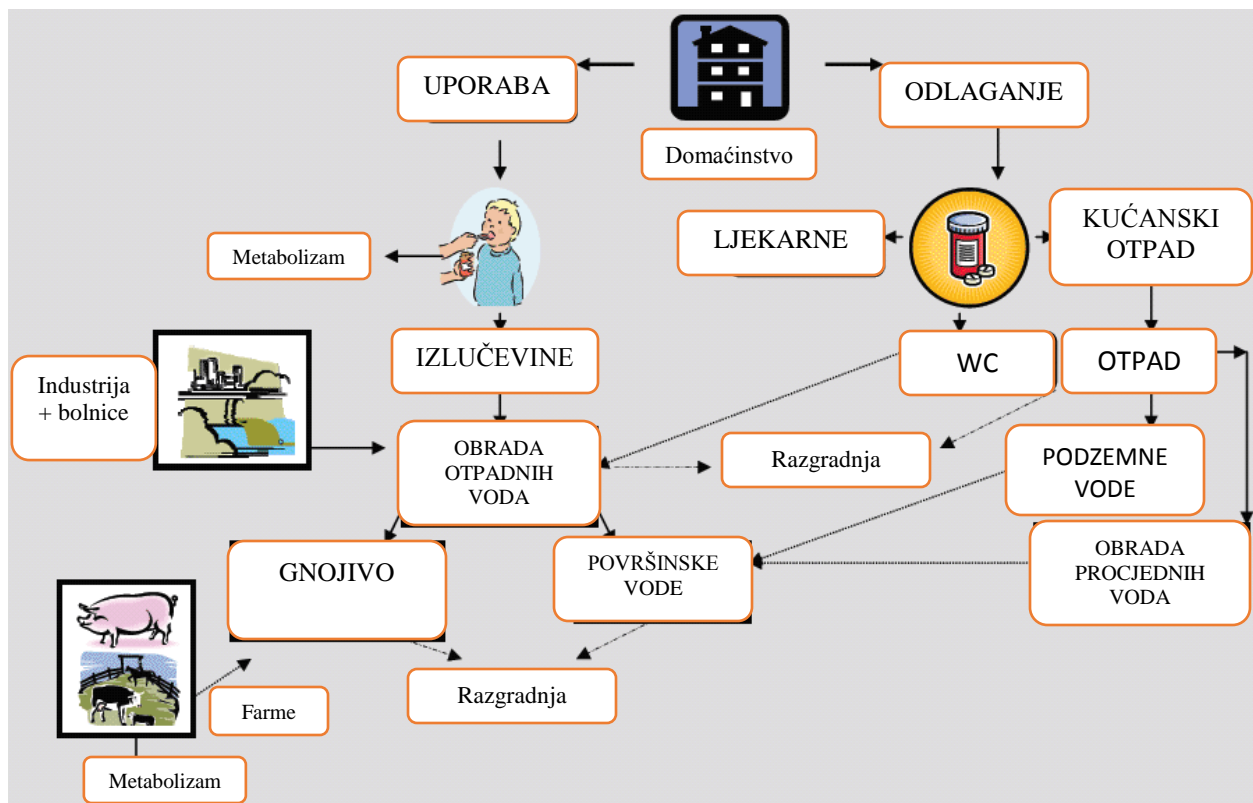 UPORABA
ODLAGANJE
Domaćinstvo
LJEKARNE
KUĆANSKI
OTPAD
Metabolizam
IZLUČEVINE
WC
OTPAD
Industrija
+ bolnice
OBRADA
OTPADNIH
VODA
Razgradnja
PODZEMNE
VODE
GNOJIVO
POVRŠINSKE
VODE
OBRADA
PROCJEDNIH
VODA
Razgradnja
Farme
Metabolizam